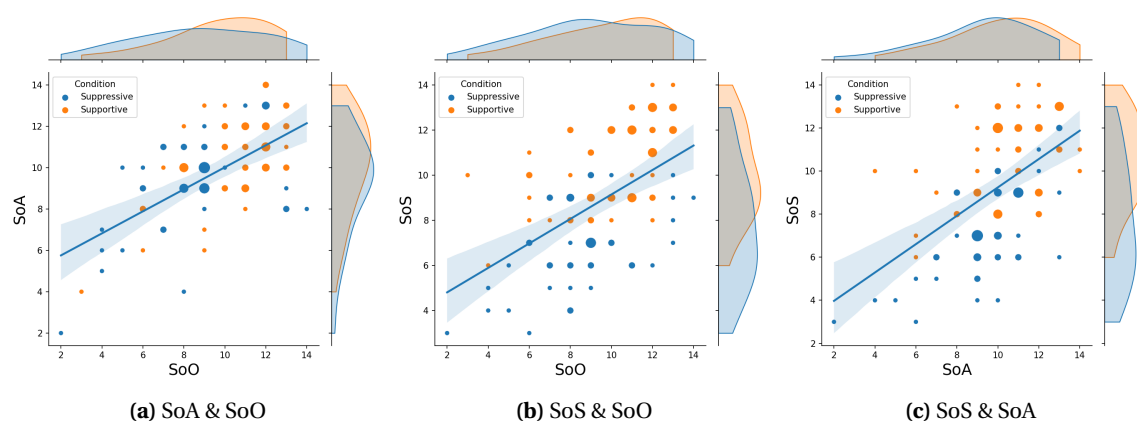 14
12
10
8
6
4
2
SoA
Condition
Suppressive
Supportive
2 4 6 8 10 12 14
SoO
(a) SoA & SoO
14
12
10
8
6
4
SoS
Condition
Suppressive
Supportive
2 4 6 8 10 12 14
SoO
(b) SoS & SoO
14
12
10
8
6
4
2
SoS
Condition
Suppressive
Supportive
2 4 6 8 10 12 14
SoA
(c) SoS & SoA